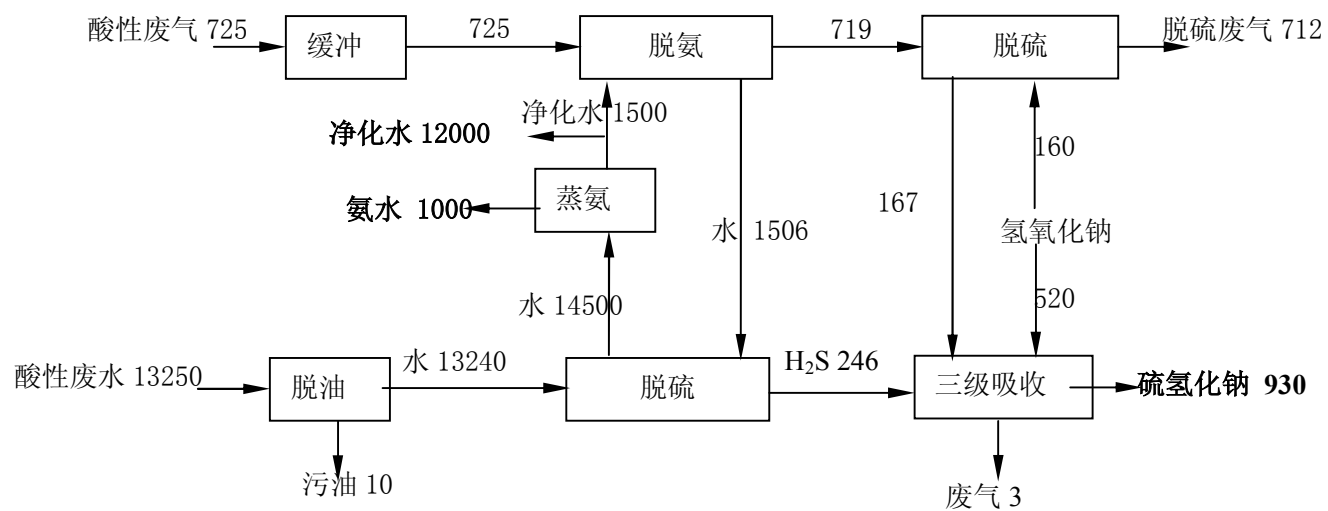 酸性废气 725
缓冲
725
脱氨
719
脱硫
脱硫废气 712
净化水 1500
净化水 12000
160
蒸氨
氨水 1000
167
水 1506
氢氧化钠
水 14500
520
酸性废水 13250
脱油
水 13240
脱硫
H₂S 246
三级吸收
硫氢化钠 930
污油 10
废气 3